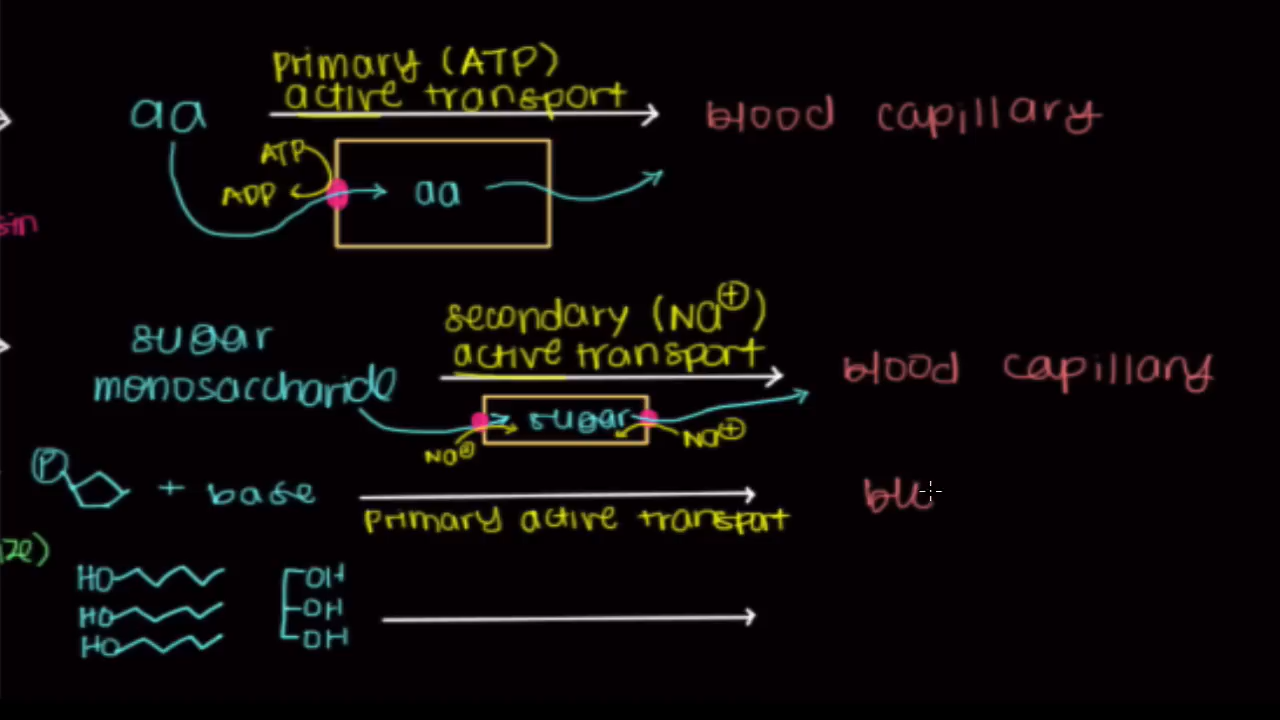 primary (ATP)
active transport
aa
blood capillary
ATP
ADP
aa
sin
secondary (Na+)
active transport
sugar
monosaccharide
blood capillary
sugar
Na+
Na+
P
+ base
primary active transport
HO
OH
HO
OH
HO
OH